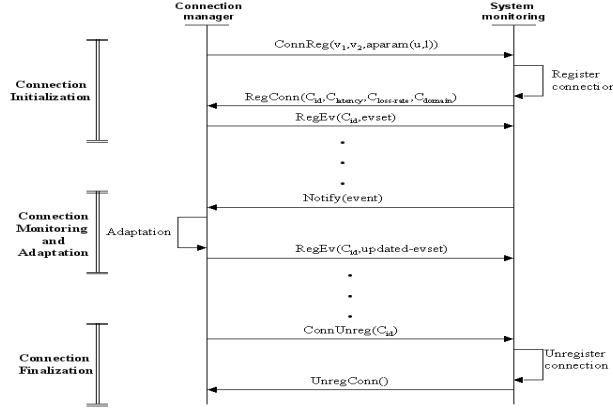 Connection
manager
System
monitoring
ConnReg(v1,v2,aparam(u,l))
Connection
Initialization
Register
connection
RegConn(Cid,Clatency,Closs-rate,Cdomain)
RegEv(Cid,evset)
Notify(event)
Connection
Monitoring
and
Adaptation
Adaptation
RegEv(Cid,updated-evset)
ConnUnreg(Cid)
Connection
Finalization
Unregister
connection
UnregConn()